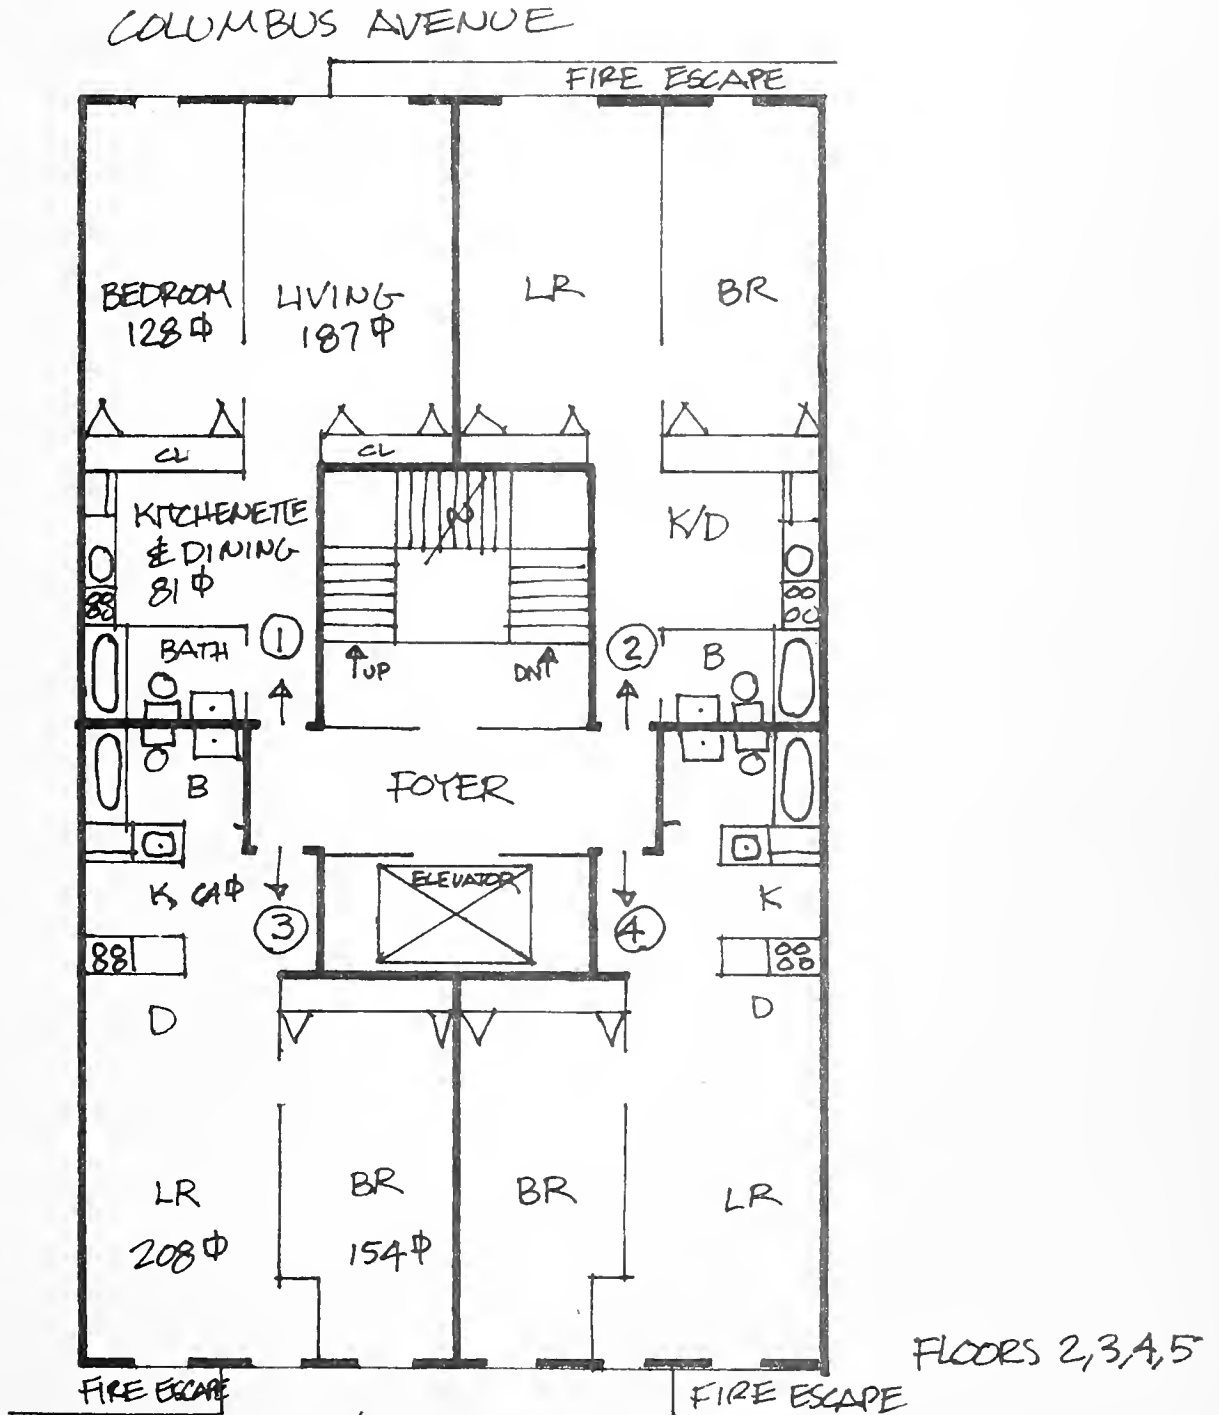 COLUMBUS AVENUE
FIRE ESCAPE
BEDROOM
128 ⏀
LIVING
187 ⏀
LR
BR
CL
CL
KITCHENETTE
& DINING
81 ⏀
K/D
BATH
1
UP
DN
2
B
B
FOYER
ELEVATOR
K,
3
4
K
D
D
LR
208 ⏀
BR
154 ⏀
BR
LR
FLOORS 2,3,4,5
FIRE ESCAPE
FIRE ESCAPE